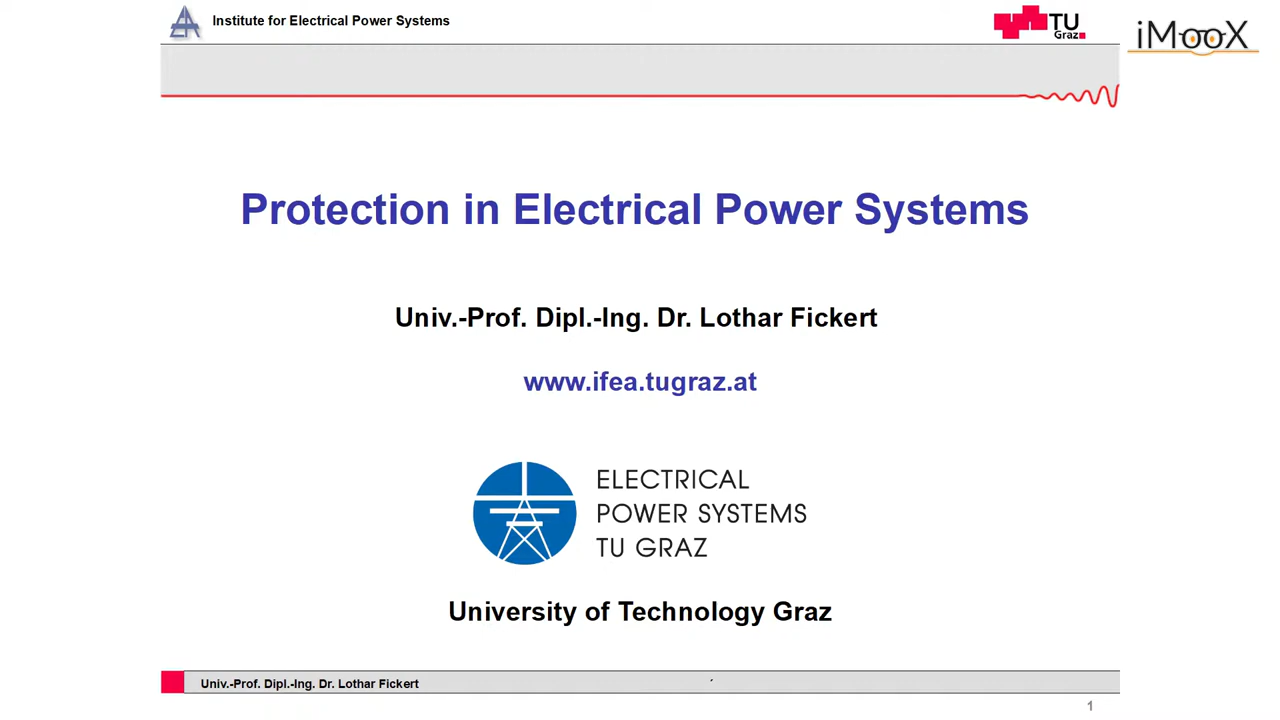 Institute for Electrical Power Systems
TU
Graz
iMooX
Protection in Electrical Power Systems
Univ.-Prof. Dipl.-Ing. Dr. Lothar Fickert
www.ifea.tugraz.at
ELECTRICAL
POWER SYSTEMS
TU GRAZ
University of Technology Graz
Univ.-Prof. Dipl.-Ing. Dr. Lothar Fickert
1